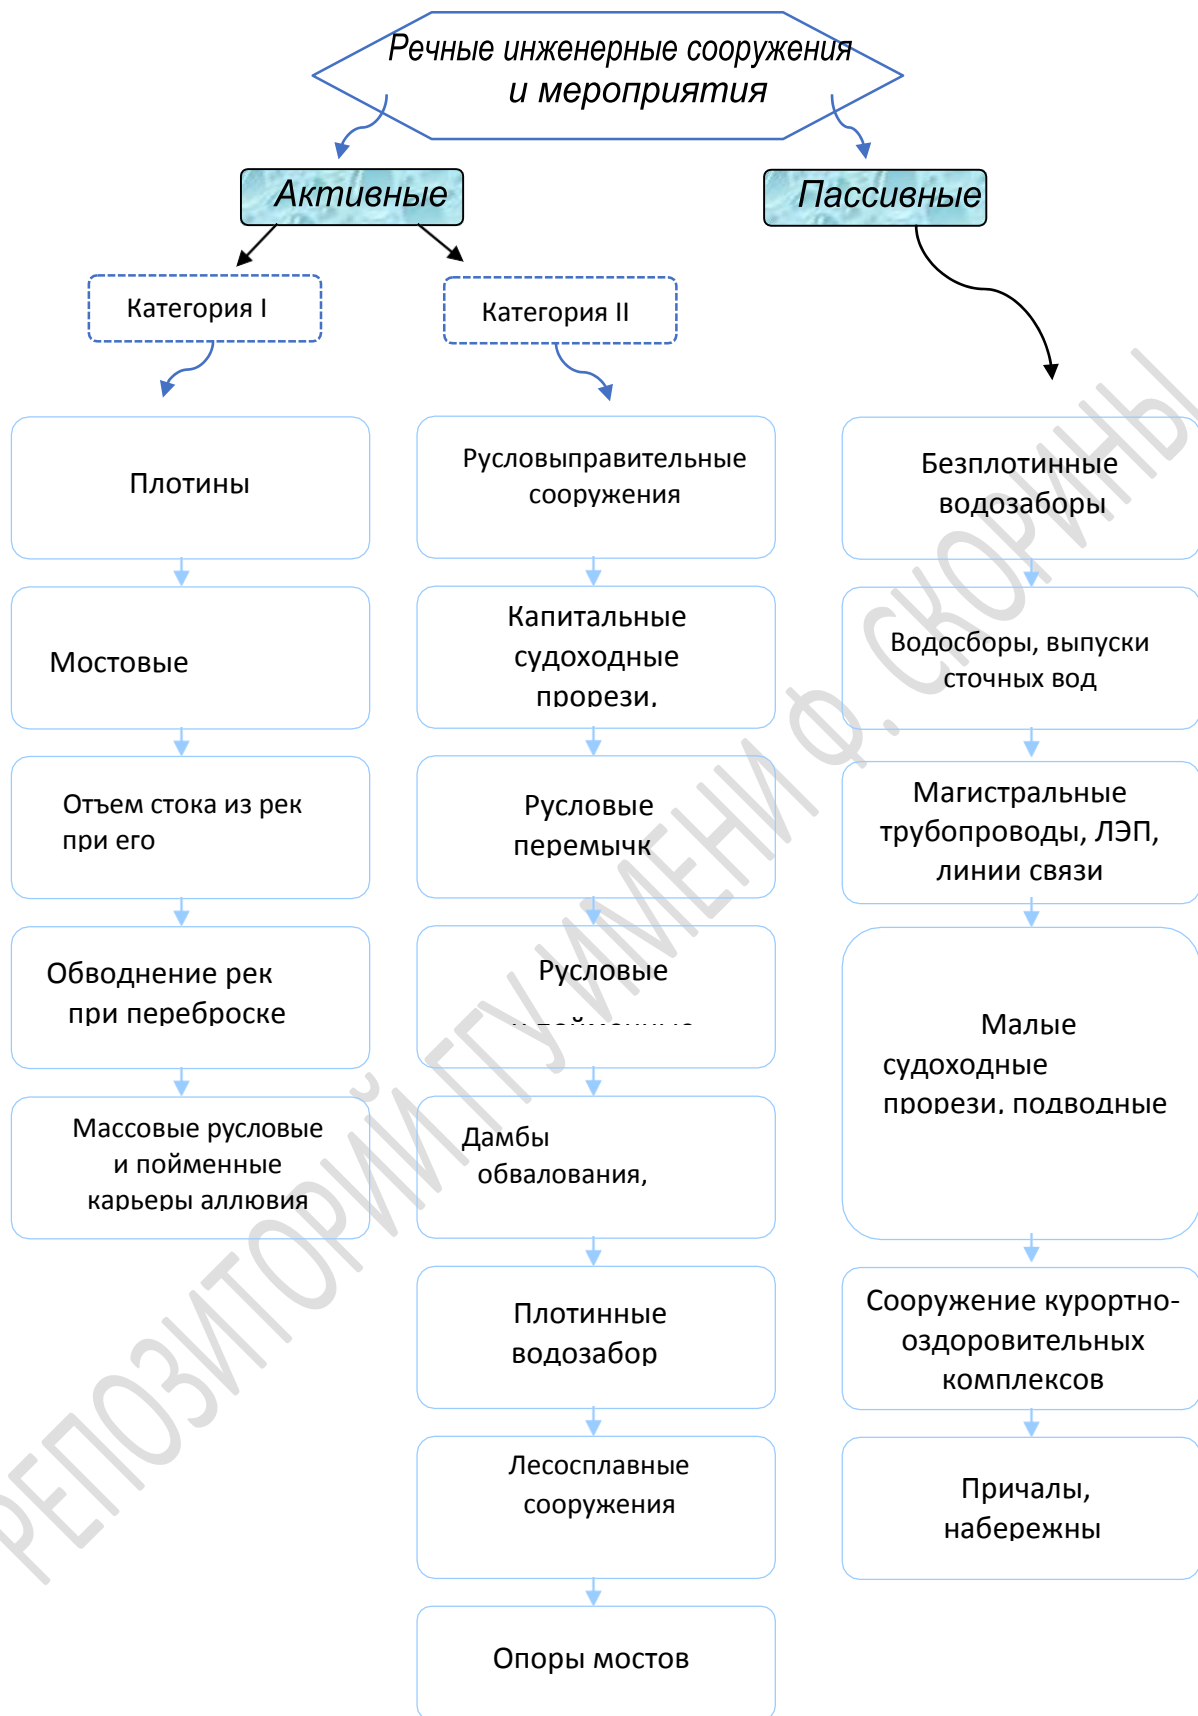 Речные инженерные сооружения
и мероприятия
Активные
Пассивные
Категория I
Категория II
Плотины
Мостовые
Отъем стока из рек
при его
Обводнение рек
при переброске
Массовые русловые
и пойменные
карьеры аллювия
Русловыправительные
сооружения
Капитальные
судоходные
прорези,
Русловые
перемычк
Русловые
Дамбы
обвалования,
Плотинные
водозабор
Лесосплавные
сооружения
Опоры мостов
Безплотинные
водозаборы
Водосборы, выпуски
сточных вод
Магистральные
трубопроводы, ЛЭП,
линии связи
Малые
судоходные
прорези, подводные
Сооружение курортно-
оздоровительных
комплексов
Причалы,
набережны
РЕПОЗИТОРИЙ ГГУ ИМЕНИ Ф. СКОРИНЫ